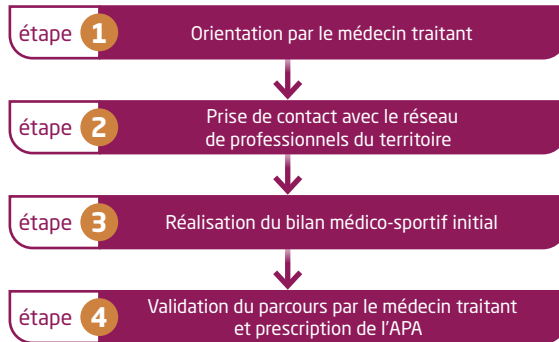 étape 1 Orientation par le médecin traitant
étape 2 Prise de contact avec le réseau
de professionnels du territoire
étape 3 Réalisation du bilan médico-sportif initial
étape 4 Validation du parcours par le médecin traitant
et prescription de l'APA